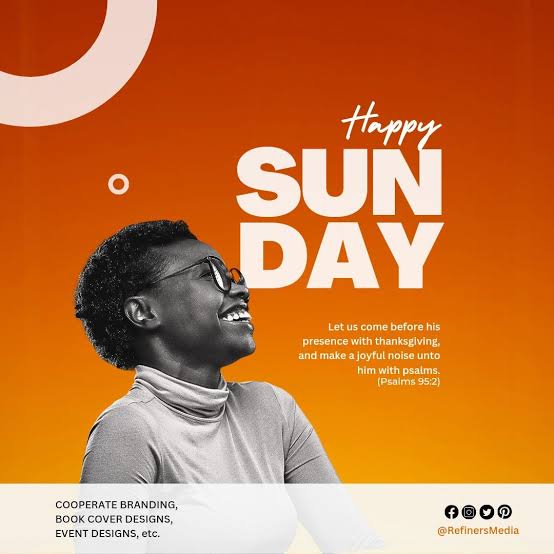 Happy
SUN
DAY
Let us come before his
presence with thanksgiving,
and make a joyful noise unto
him with psalms.
(Psalms 95:2)
COOPERATE BRANDING,
BOOK COVER DESIGNS,
EVENT DESIGNS, etc.
@RefinersMedia